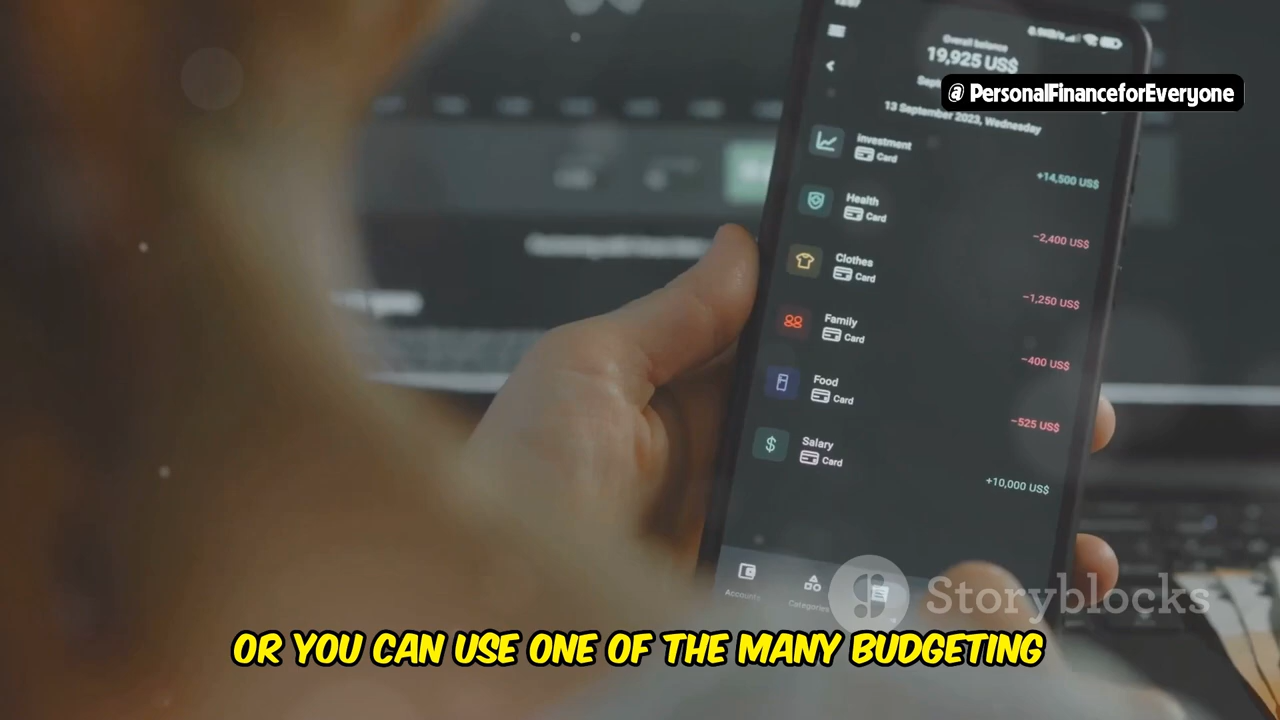 Overall balance
19,925 US$
@ PersonalFinanceforEveryone
13 September 2023, Wednesday
Investment
Card
+14,500 US$
Health
Card
-2,400 US$
Clothes
Card
-1,250 US$
Family
Card
-400 US$
Food
Card
-525 US$
Salary
Card
+10,000 US$
Accounts
Categories
Storyblocks
OR YOU CAN USE ONE OF THE MANY BUDGETING